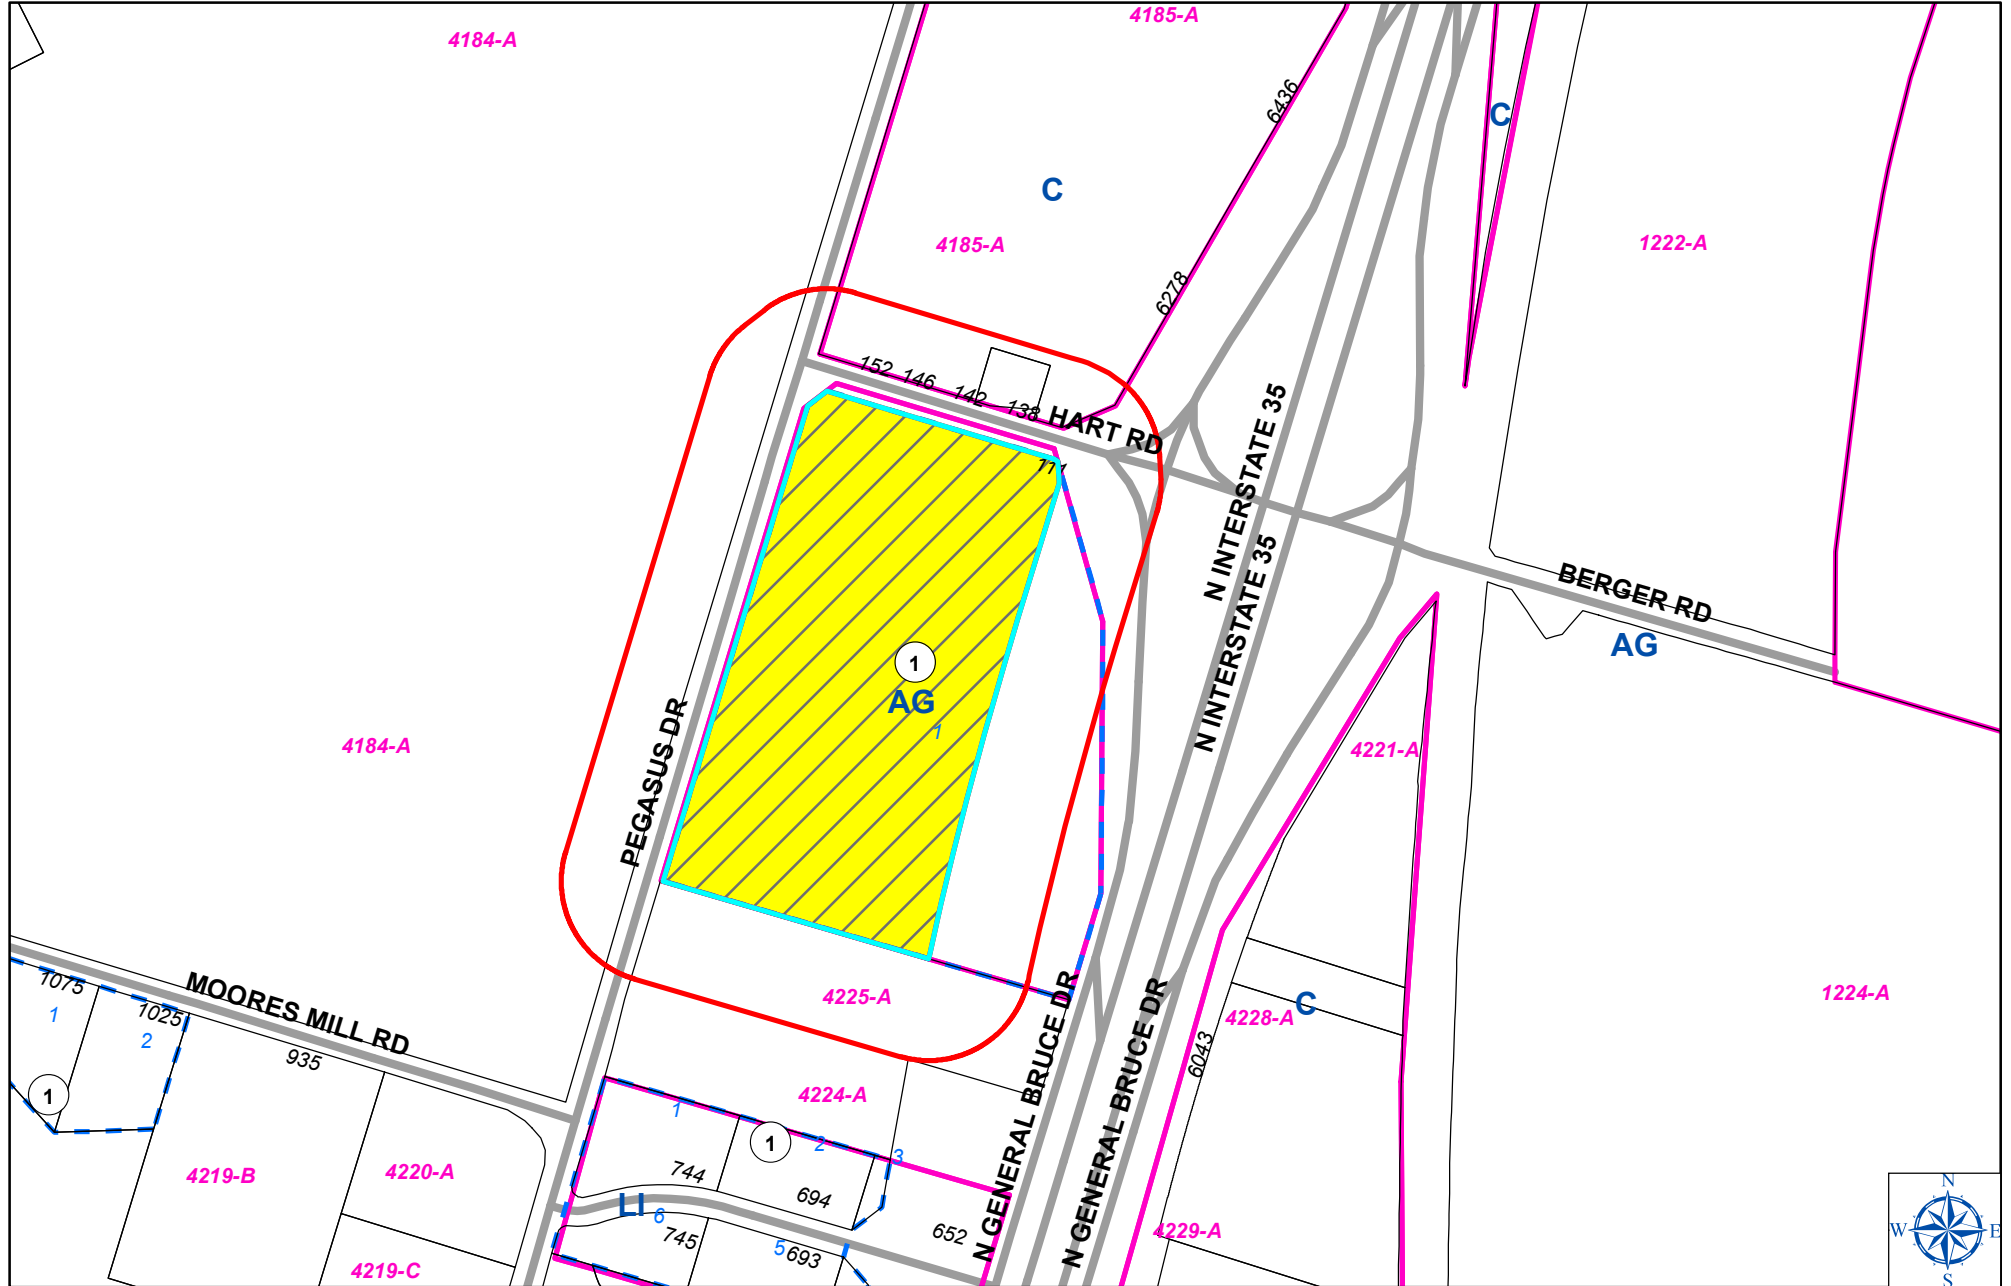 4184-A
4185-A
6436
C
C
4185-A
1222-A
6278
152
146
142
138
HART RD
771
N INTERSTATE 35
N INTERSTATE 35
BERGER RD
AG
1
AG
1
PEGASUS DR
4184-A
4221-A
4225-A
1224-A
C
4228-A
6043
MOORES MILL RD
1075
1
1025
2
935
1
4224-A
1
1
2
3
N GENERAL BRUCE DR
N GENERAL BRUCE DR
4219-B
4220-A
744
694
LI
6
745
5
693
652
4229-A
4219-C
N
W
E
S